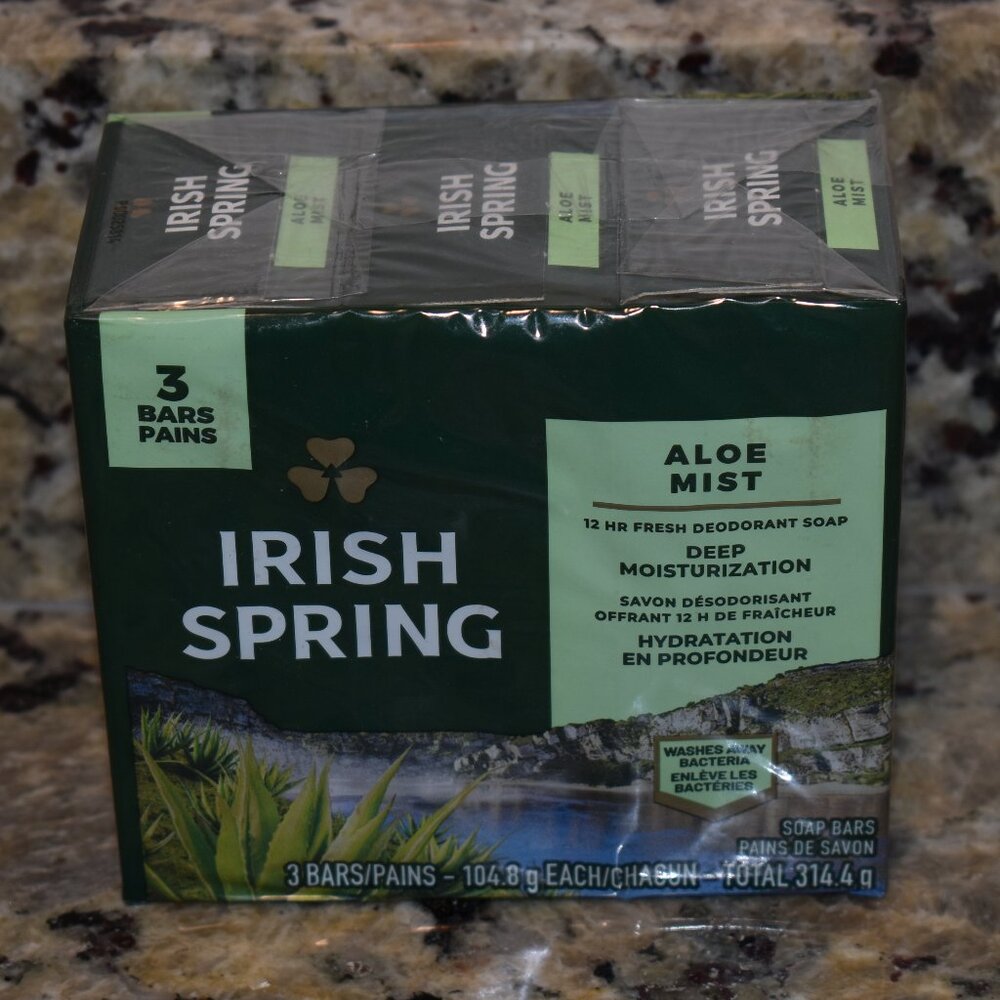 IRISH
SPRING
ALOE
MIST
IRISH
SPRING
ALOE
MIST
IRISH
SPRING
ALOE
MIST
3
BARS
PAINS
IRISH
SPRING
ALOE
MIST
12 HR FRESH DEODORANT SOAP
DEEP
MOISTURIZATION
SAVON DÉSODORISANT
OFFRANT 12 H DE FRAÎCHEUR
HYDRATATION
EN PROFONDEUR
WASHES AWAY
BACTERIA
ENLÈVE LES
BACTÉRIES
SOAP BARS
PAINS DE SAVON
3 BARS/PAINS – 104.8 g EACH/CHACUN – TOTAL 314.4 g